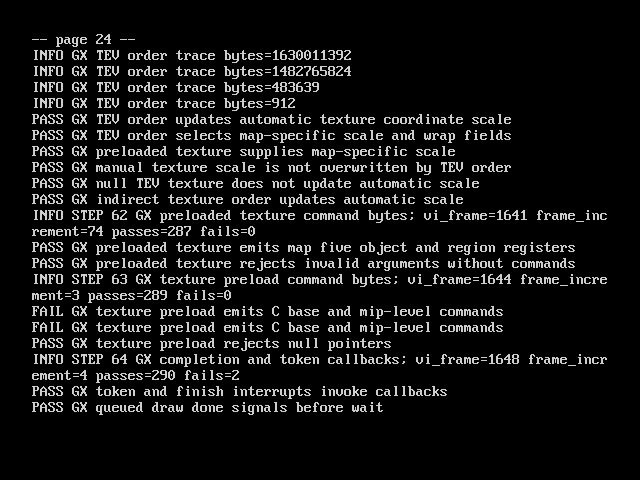 -- page 24 --
INFO GX TEV order trace bytes=1630011392
INFO GX TEV order trace bytes=1482765824
INFO GX TEV order trace bytes=483639
INFO GX TEV order trace bytes=912
PASS GX TEV order updates automatic texture coordinate scale
PASS GX TEV order selects map-specific scale and wrap fields
PASS GX preloaded texture supplies map-specific scale
PASS GX manual texture scale is not overwritten by TEV order
PASS GX null TEV texture does not update automatic scale
PASS GX indirect texture order updates automatic scale
INFO STEP 62 GX preloaded texture command bytes; vi_frame=1641 frame_inc
rement=74 passes=287 fails=0
PASS GX preloaded texture emits map five object and region registers
PASS GX preloaded texture rejects invalid arguments without commands
INFO STEP 63 GX texture preload command bytes; vi_frame=1644 frame_incre
ment=3 passes=289 fails=0
FAIL GX texture preload emits C base and mip-level commands
FAIL GX texture preload emits C base and mip-level commands
PASS GX texture preload rejects null pointers
INFO STEP 64 GX completion and token callbacks; vi_frame=1648 frame_incr
ement=4 passes=290 fails=2
PASS GX token and finish interrupts invoke callbacks
PASS GX queued draw done signals before wait